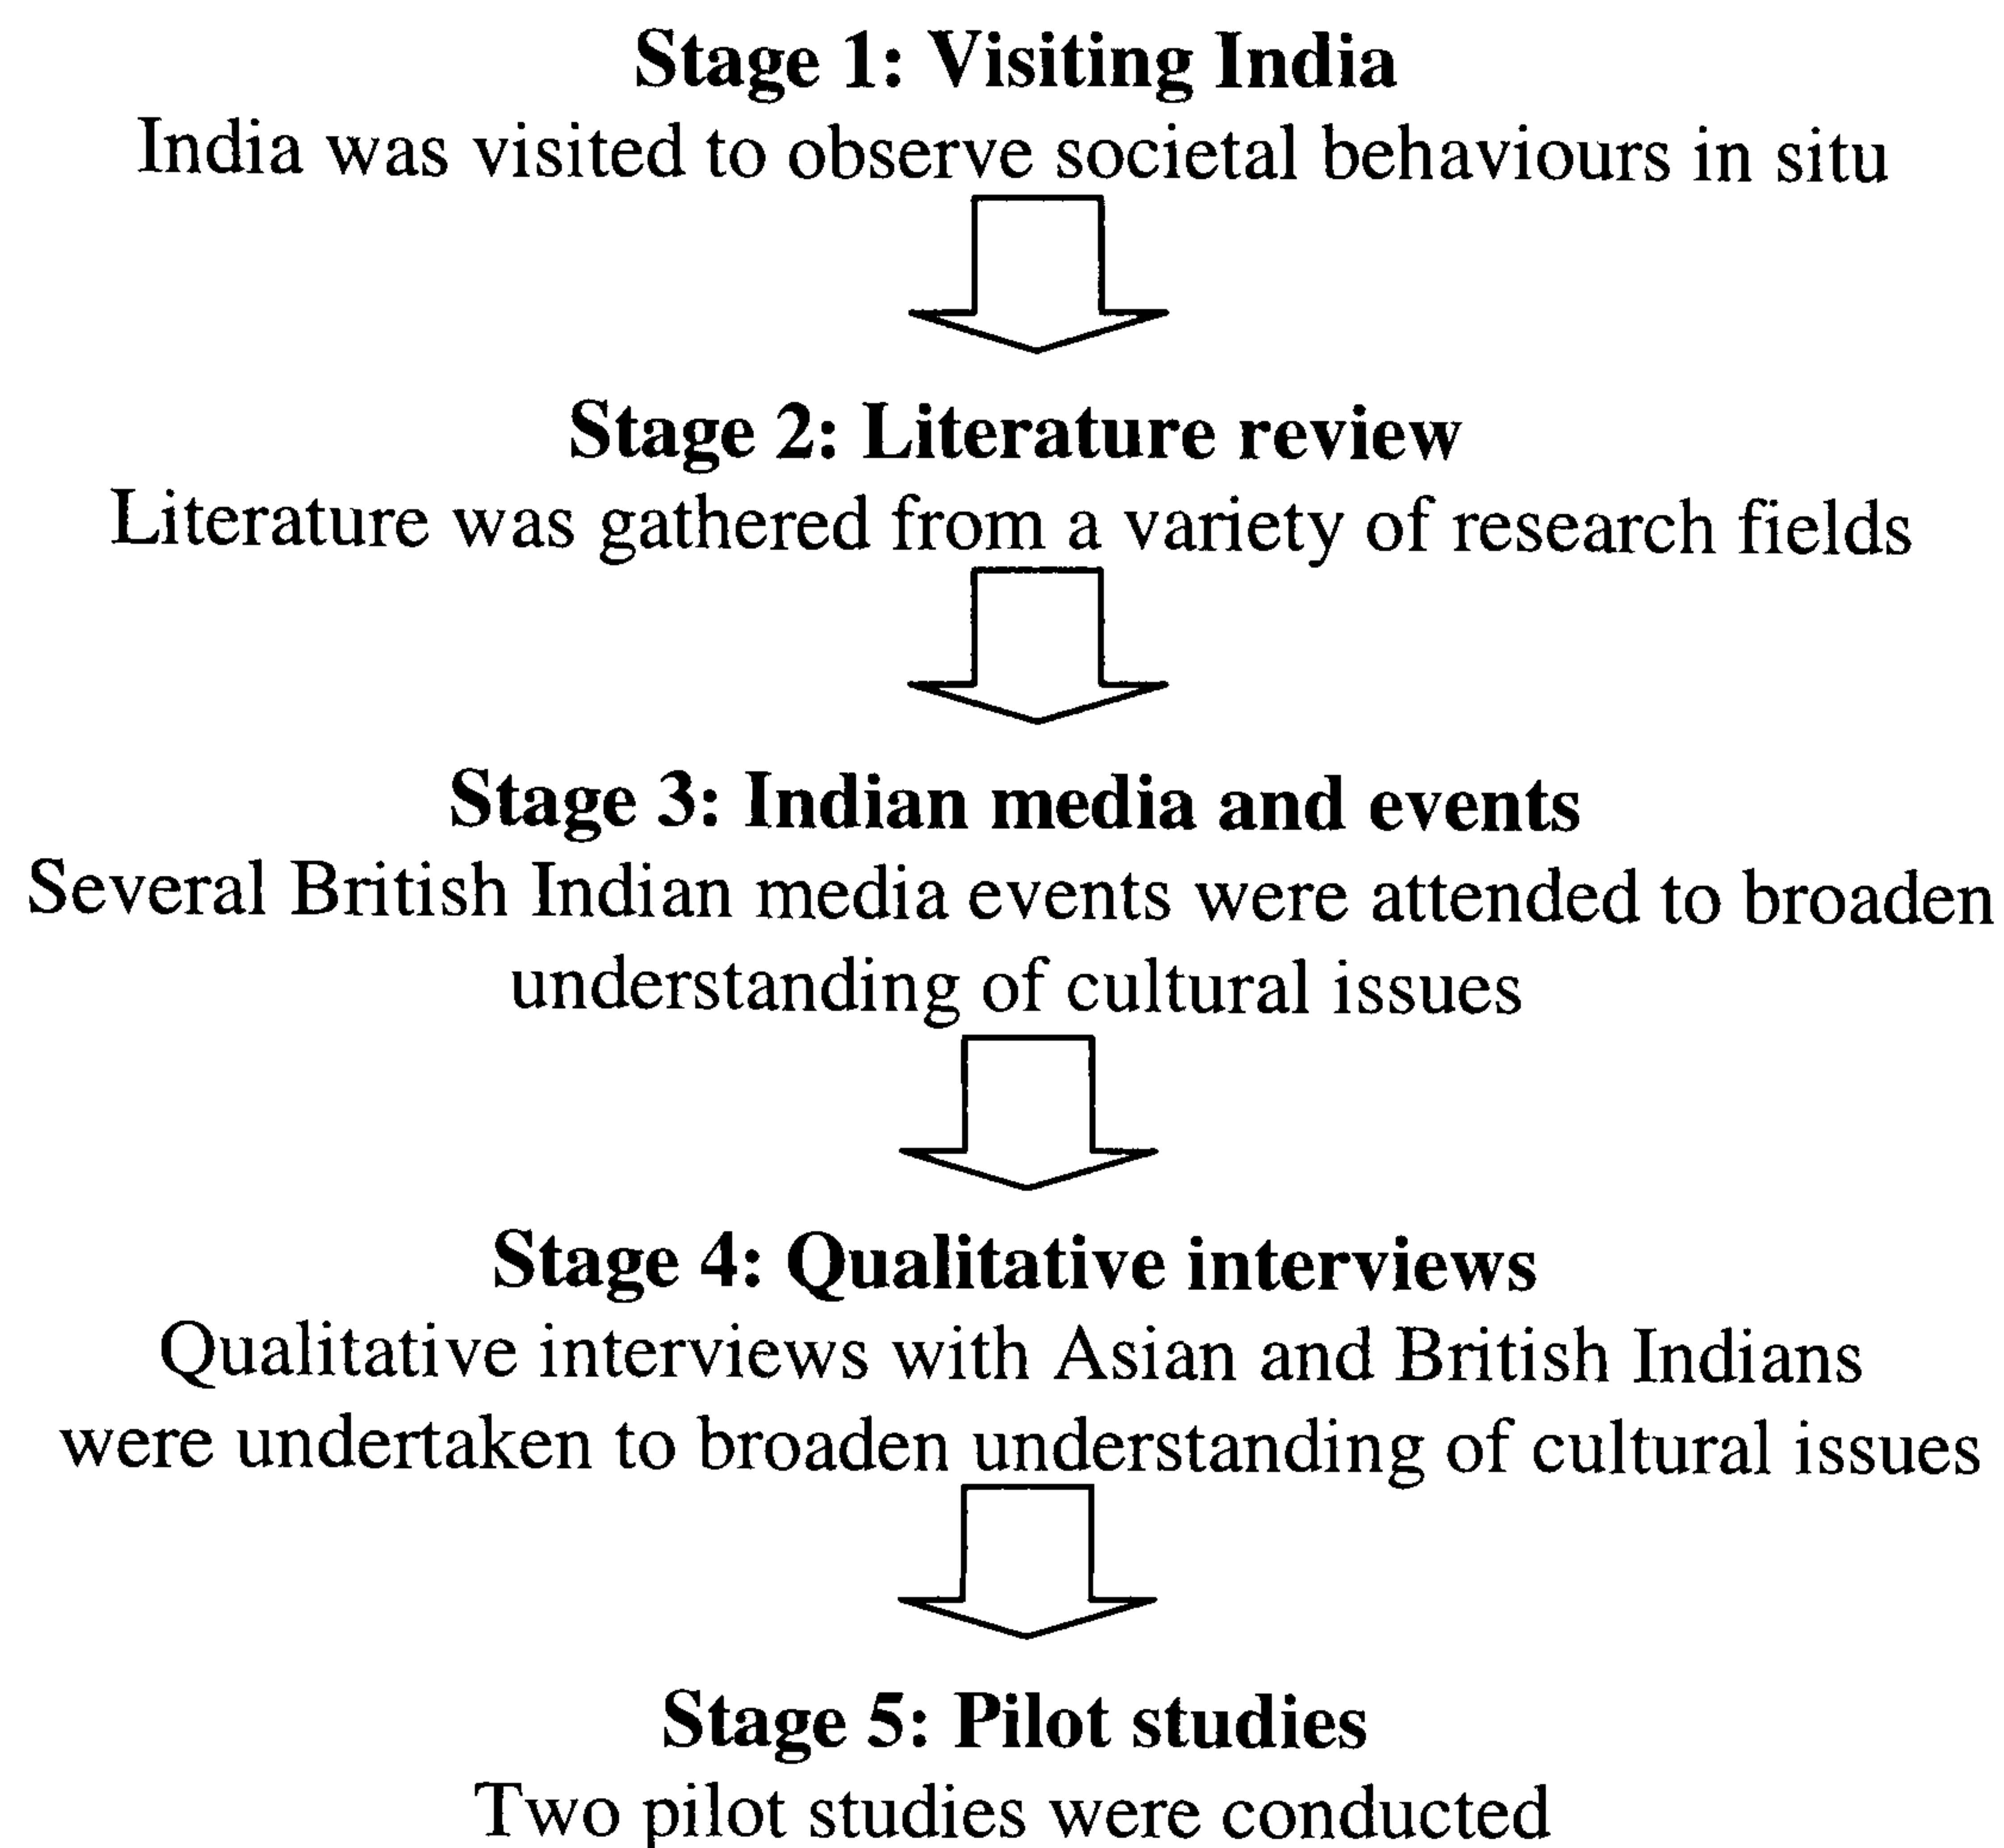 Stage 1: Visiting India
India was visited to observe societal behaviours in situ
Stage 2: Literature review
Literature was gathered from a variety of research fields
Stage 3: Indian media and events
Several British Indian media events were attended to broaden
understanding of cultural issues
Stage 4: Qualitative interviews
Qualitative interviews with Asian and British Indians
were undertaken to broaden understanding of cultural issues
Stage 5: Pilot studies
Two pilot studies were conducted